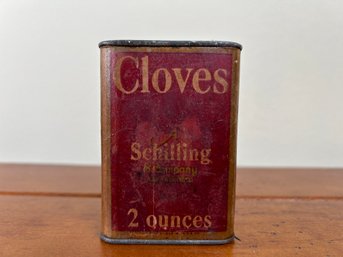 Cloves
Schilling
& Company
2 ounces